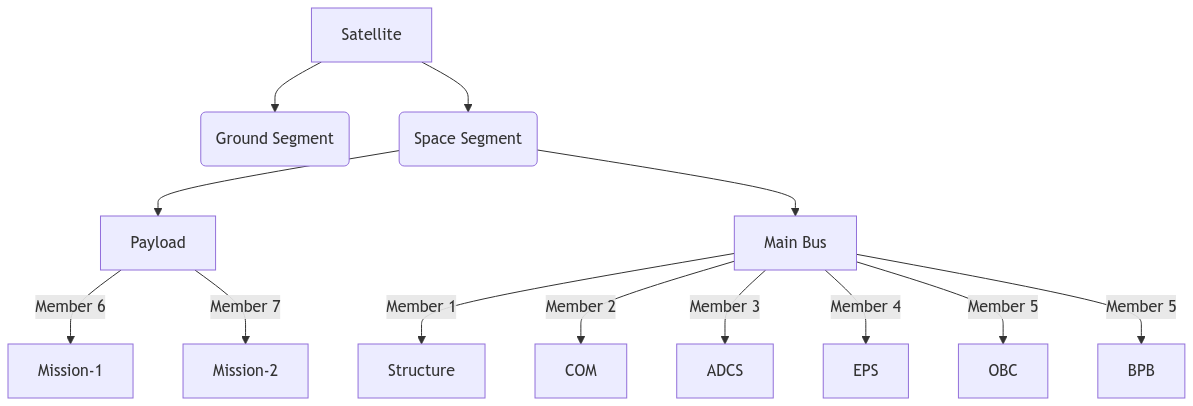 Satellite
Ground Segment
Space Segment
Payload
Main Bus
Member 6
Member 7
Member 1
Member 2
Member 3
Member 4
Member 5
Member 5
Mission-1
Mission-2
Structure
COM
ADCS
EPS
OBC
BPB